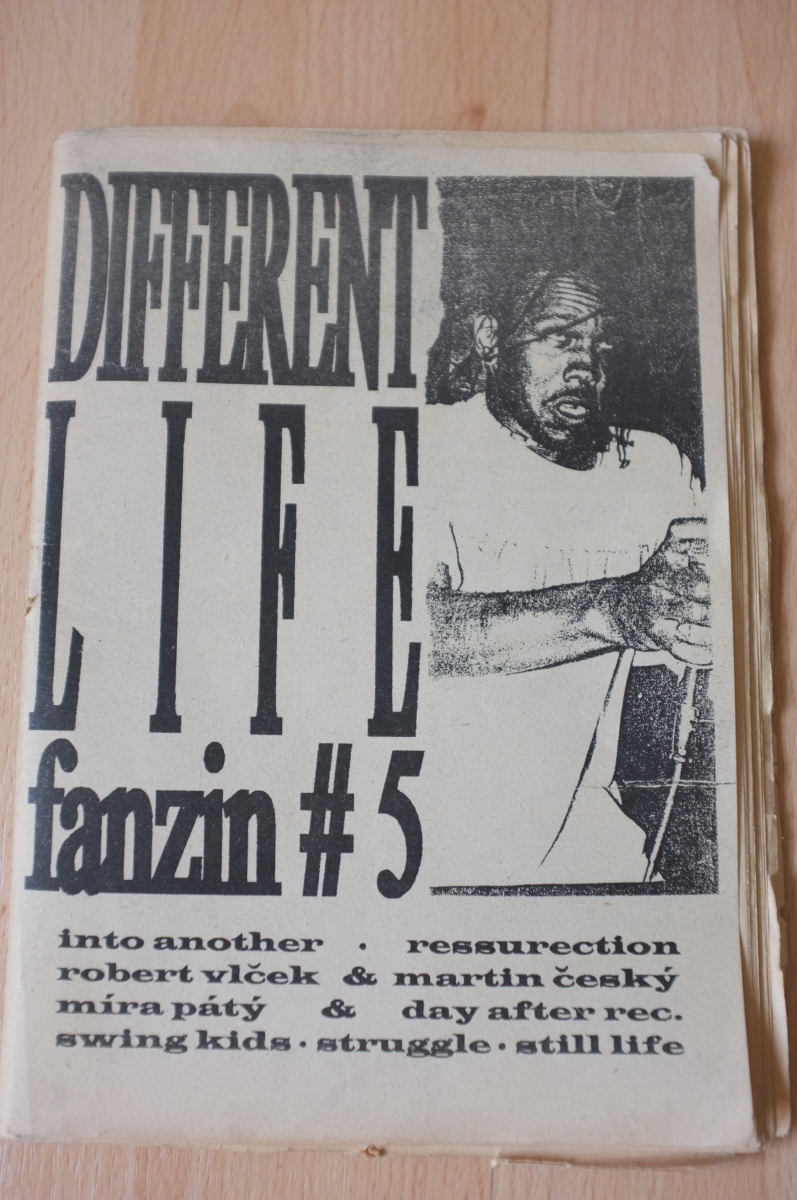 DIFFERENT
LIFE
fanzin # 5
into another · ressurection
robert vlček & martin český
míra pátý & day after rec.
swing kids · struggle · still life